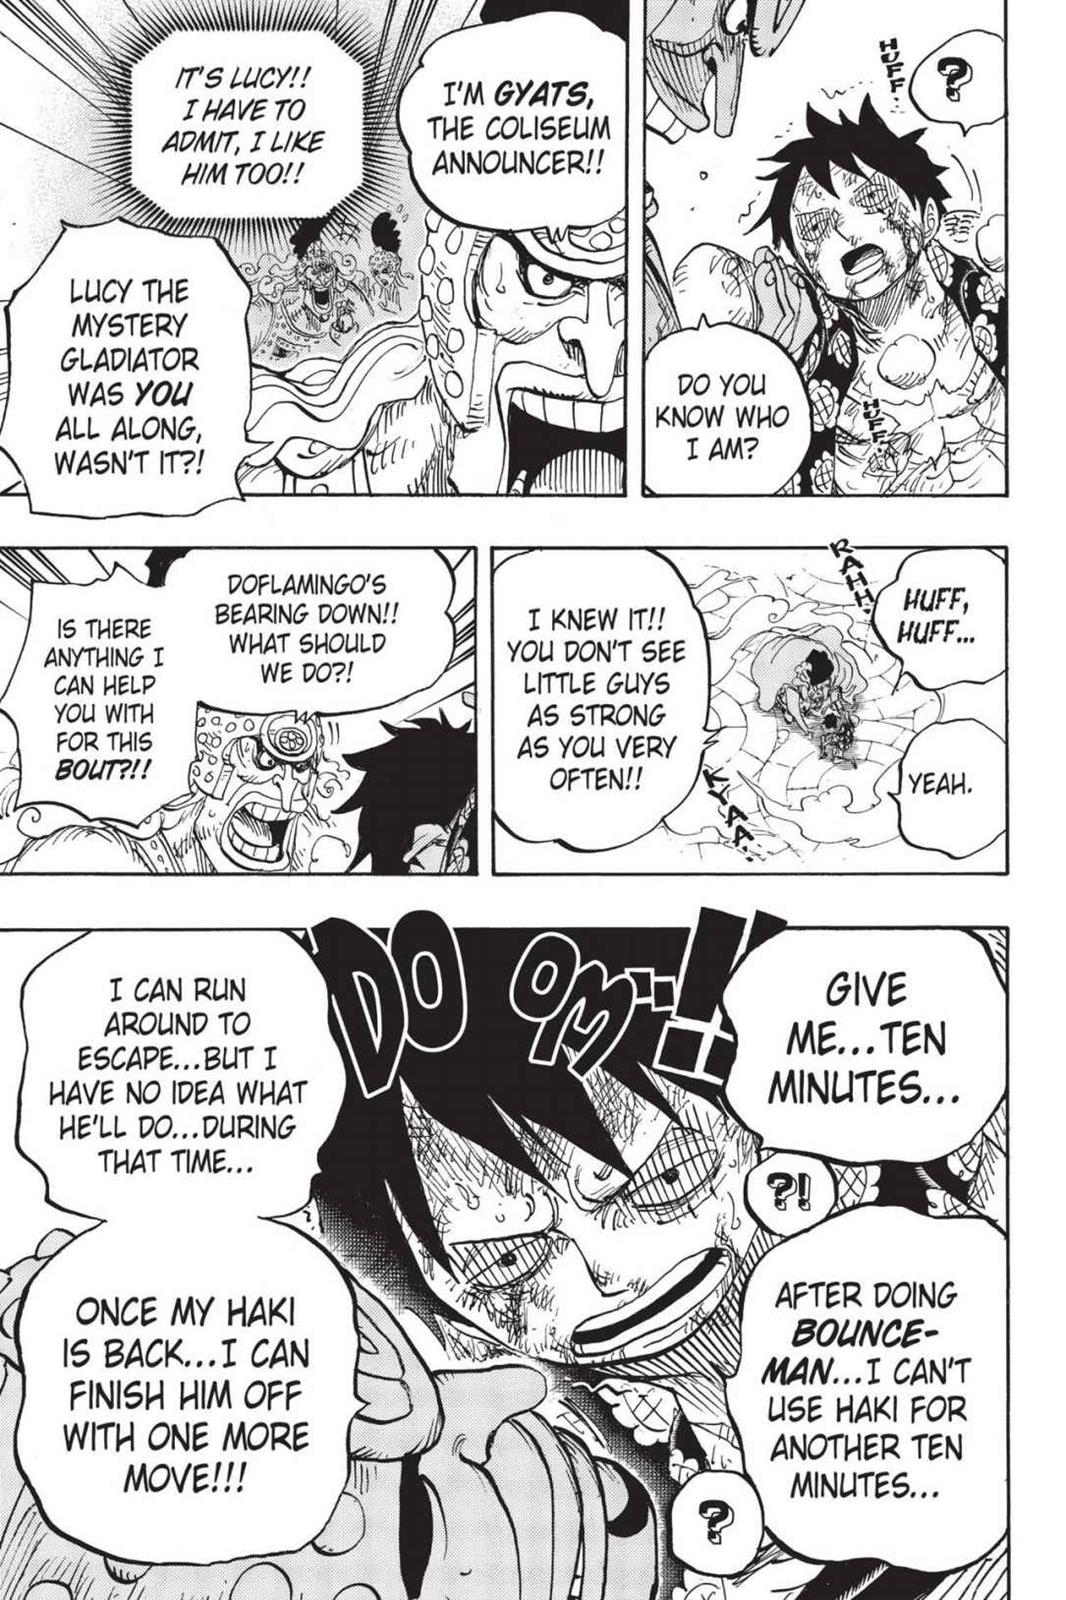 HUFF.
?
DO YOU
KNOW WHO
I AM?
HUFF.
I'M GYATS,
THE COLISEUM
ANNOUNCER!!
IT'S LUCY!!
I HAVE TO
ADMIT, I LIKE
HIM TOO!!
LUCY THE
MYSTERY
GLADIATOR
WAS YOU
ALL ALONG,
WASN'T IT?!
RAHH!
HUFF,
HUFF...
YEAH.
I KNEW IT!!
YOU DON'T SEE
LITTLE GUYS
AS STRONG
AS YOU VERY
OFTEN!!
KYAA!
DOFLAMINGO'S
BEARING DOWN!!
WHAT SHOULD
WE DO?!
IS THERE
ANYTHING I
CAN HELP
YOU WITH
FOR THIS
BOUT?!!
GIVE
ME...TEN
MINUTES...
?!
AFTER DOING
BOUNCE-
MAN...I CAN'T
USE HAKI FOR
ANOTHER TEN
MINUTES...
?
DOOM!!
I CAN RUN
AROUND TO
ESCAPE...BUT I
HAVE NO IDEA WHAT
HE'LL DO...DURING
THAT TIME...
ONCE MY HAKI
IS BACK...I CAN
FINISH HIM OFF
WITH ONE MORE
MOVE!!!